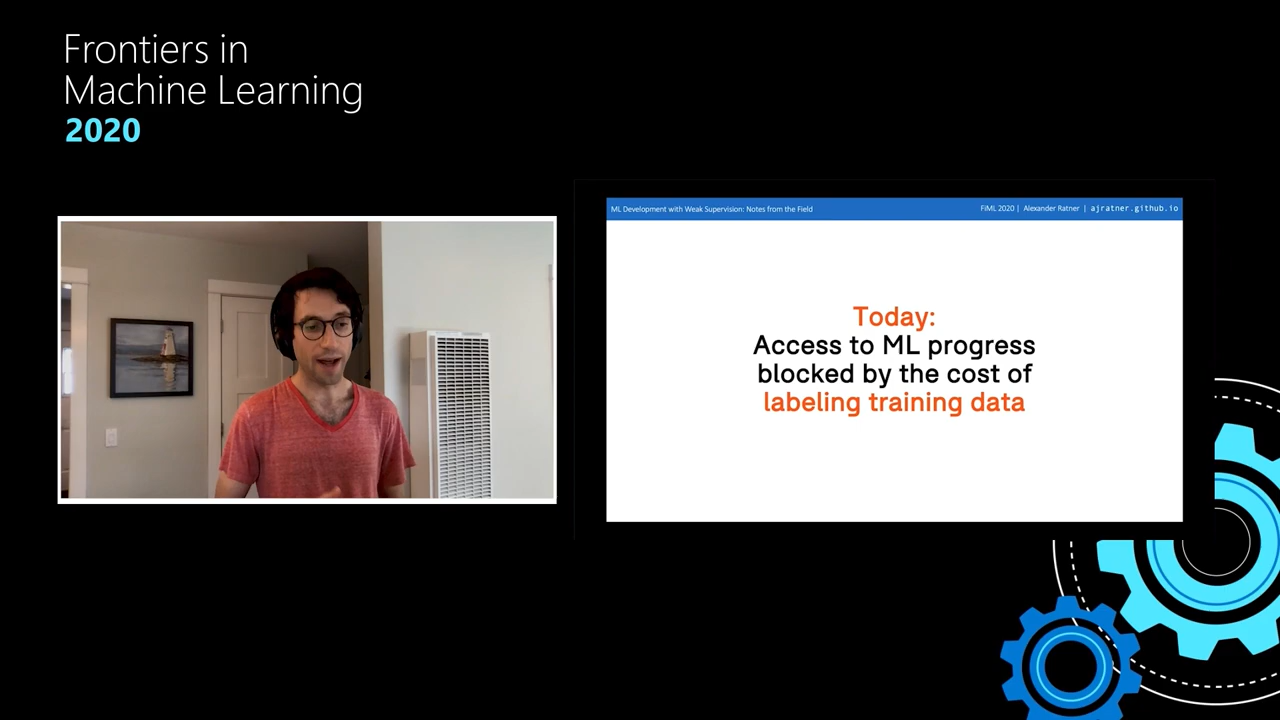 Frontiers in
Machine Learning
2020
ML Development with Weak Supervision: Notes from the Field
FiML 2020 | Alexander Ratner | ajratner.github.io
Today:
Access to ML progress
blocked by the cost of
labeling training data